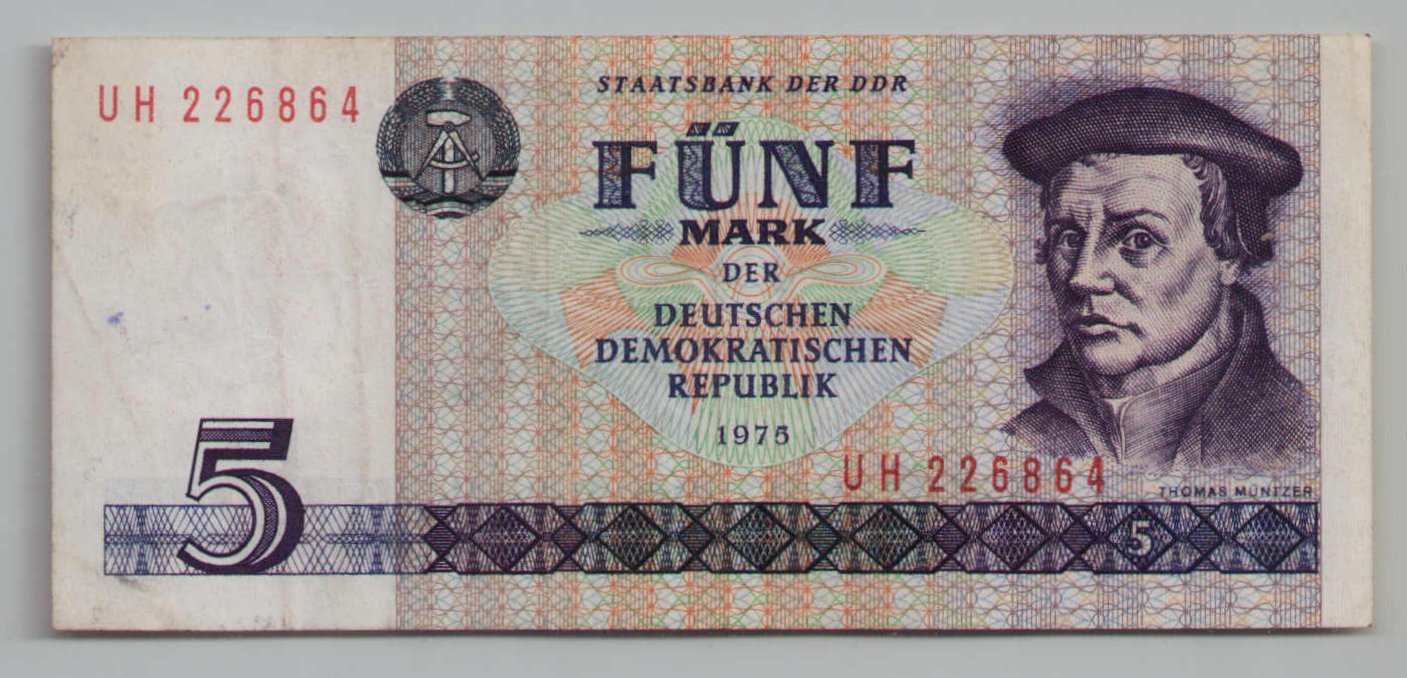 UH 226864
STAATSBANK DER DDR
FÜNF
MARK
DER
DEUTSCHEN
DEMOKRATISCHEN
REPUBLIK
1975
UH 226864
THOMAS MÜNTZER
5
5